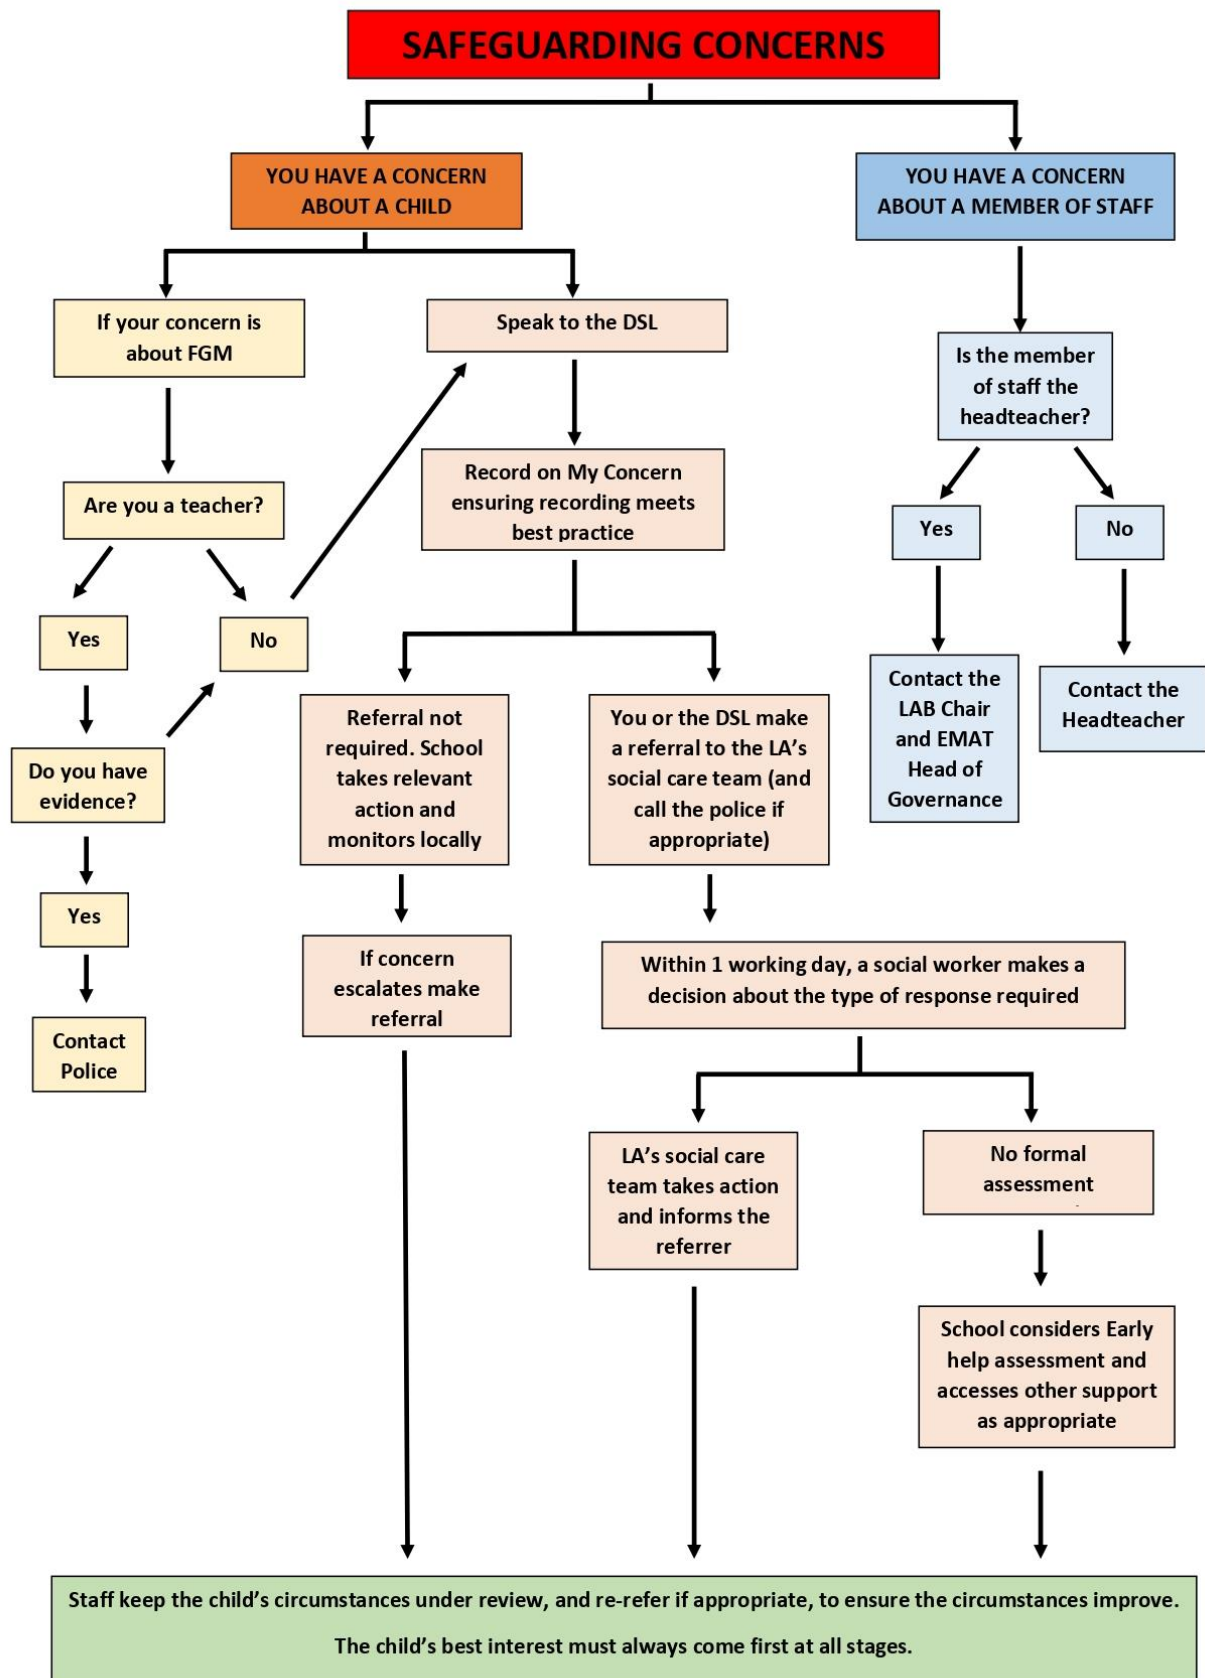 SAFEGUARDING CONCERNS
YOU HAVE A CONCERN
ABOUT A CHILD
YOU HAVE A CONCERN
ABOUT A MEMBER OF STAFF
If your concern is
about FGM
Speak to the DSL
Is the member
of staff the
headteacher?
Record on My Concern
ensuring recording meets
best practice
Are you a teacher?
Yes
No
Yes
No
Contact the
LAB Chair
and EMAT
Head of
Governance
Contact the
Headteacher
Referral not
required. School
takes relevant
action and
monitors locally
You or the DSL make
a referral to the LA’s
social care team (and
call the police if
appropriate)
Do you have
evidence?
Yes
Contact
Police
If concern
escalates make
referral
Within 1 working day, a social worker makes a
decision about the type of response required
LA’s social care
team takes action
and informs the
referrer
No formal
assessment
School considers Early
help assessment and
accesses other support
as appropriate
Staff keep the child’s circumstances under review, and re-refer if appropriate, to ensure the circumstances improve.
The child’s best interest must always come first at all stages.